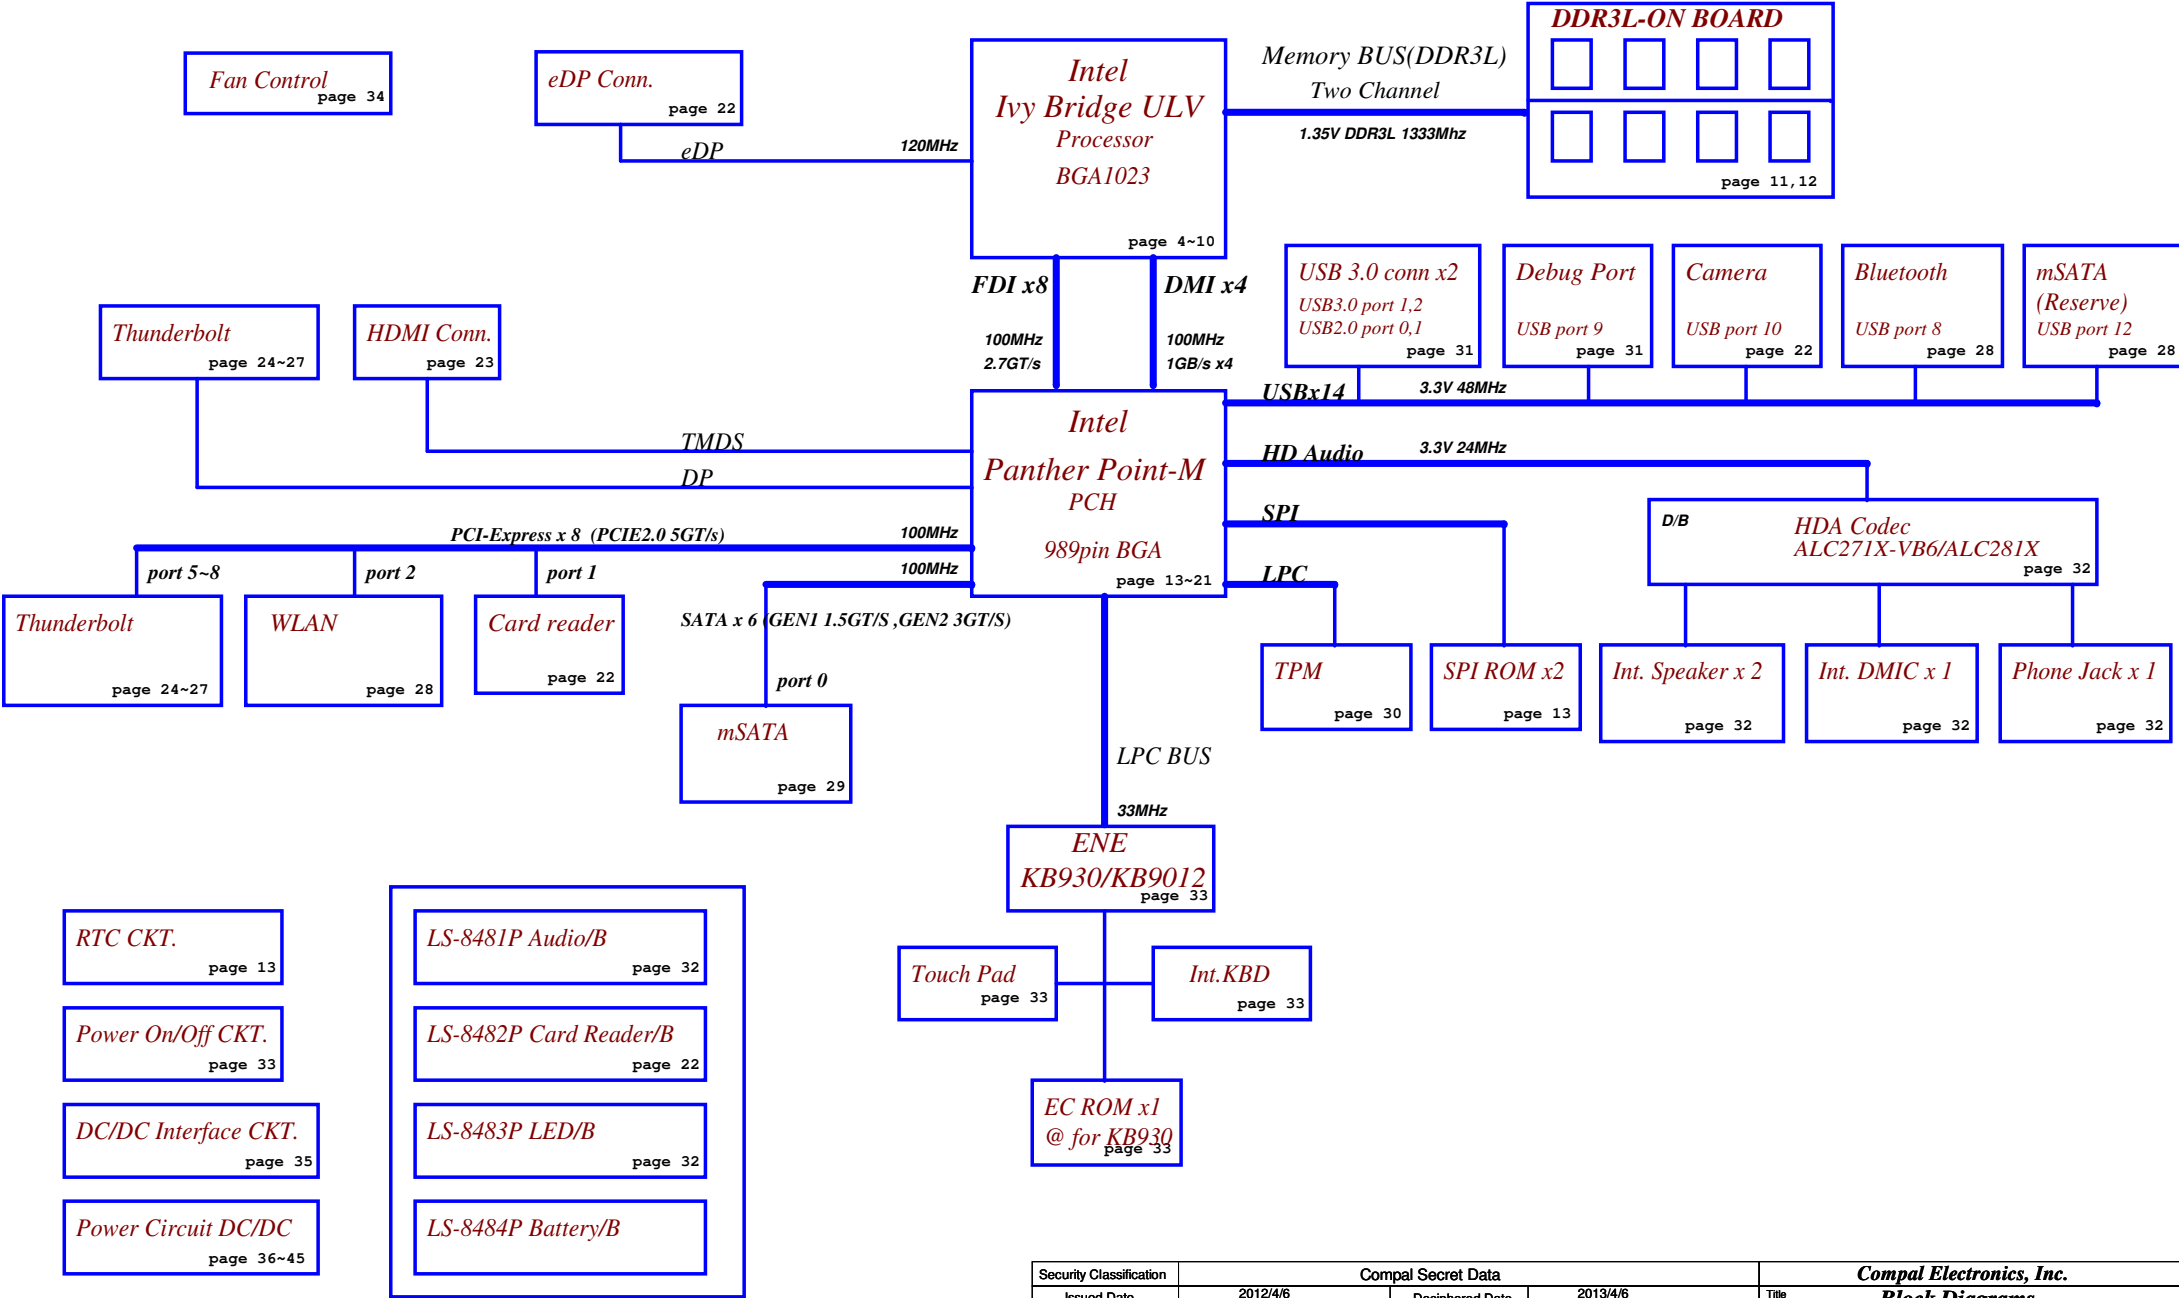 Fan Control
page 34
eDP Conn.
page 22
eDP
120MHz
Intel
Ivy Bridge ULV
Processor
BGA1023
page 4~10
Memory BUS(DDR3L)
Two Channel
1.35V DDR3L 1333Mhz
DDR3L-ON BOARD
page 11,12
FDI x8
100MHz
2.7GT/s
DMI x4
100MHz
1GB/s x4
USB 3.0 conn x2
USB3.0 port 1,2
USB2.0 port 0,1
page 31
Debug Port
USB port 9
page 31
Camera
USB port 10
page 22
Bluetooth
USB port 8
page 28
mSATA
(Reserve)
USB port 12
page 28
Thunderbolt
page 24~27
HDMI Conn.
page 23
TMDS
DP
Intel
Panther Point-M
PCH
989pin BGA
page 13~21
USBx14
3.3V 48MHz
HD Audio
3.3V 24MHz
SPI
LPC
D/B
HDA Codec
ALC271X-VB6/ALC281X
page 32
PCI-Express x 8 (PCIE2.0 5GT/s)
100MHz
100MHz
port 5~8
port 2
port 1
Thunderbolt
page 24~27
WLAN
page 28
Card reader
page 22
SATA x 6 (GEN1 1.5GT/S ,GEN2 3GT/S)
port 0
mSATA
page 29
TPM
page 30
SPI ROM x2
page 13
Int. Speaker x 2
page 32
Int. DMIC x 1
page 32
Phone Jack x 1
page 32
LPC BUS
33MHz
ENE
KB930/KB9012
page 33
Touch Pad
page 33
Int.KBD
page 33
EC ROM x1
@ for KB930
page 33
RTC CKT.
page 13
Power On/Off CKT.
page 33
DC/DC Interface CKT.
page 35
Power Circuit DC/DC
page 36~45
LS-8481P Audio/B
page 32
LS-8482P Card Reader/B
page 22
LS-8483P LED/B
page 32
LS-8484P Battery/B
Security Classification
Compal Secret Data
Compal Electronics, Inc.
Issued Date
2012/4/6
Deciphered Date
2013/4/6
Title
Block Diagrams